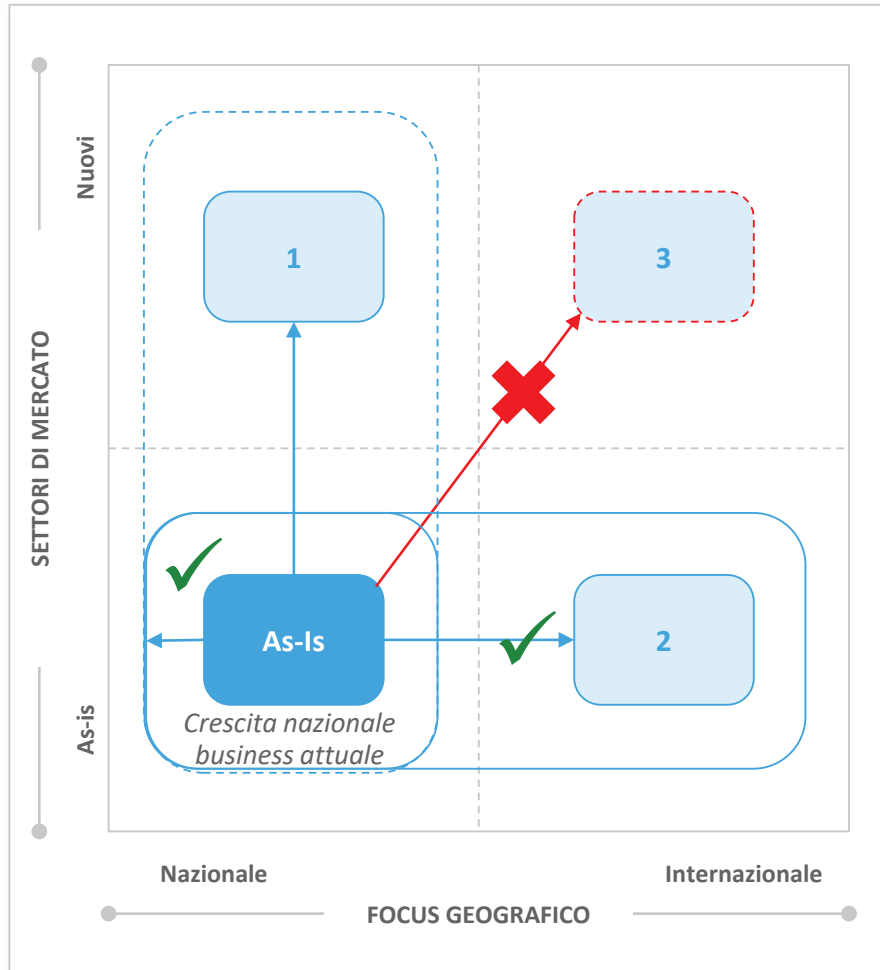 Nuovi
1
3
SETTORI DI MERCATO
As-Is
2
As-is
Crescita nazionale
business attuale
Nazionale
Internazionale
FOCUS GEOGRAFICO